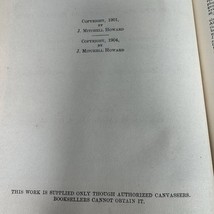 Copyright, 1901,
BY
J. Mitchell Howard
Copyright, 1904,
BY
J. Mitchell Howard
THIS WORK IS SUPPLIED ONLY THOUGH AUTHORIZED CANVASSERS.
BOOKSELLERS CANNOT OBTAIN IT.